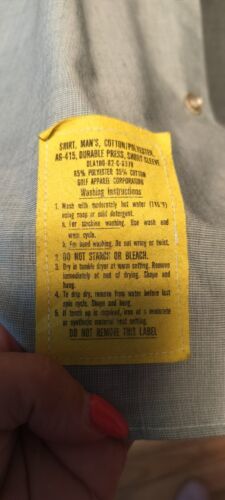 SHIRT, MAN'S, COTTON/POLYESTER,
AG-415, DURABLE PRESS, SHORT SLEEVE
65% POLYESTER 35% COTTON
GOLF APPAREL CORPORATION
Washing Instructions
1. Wash with moderately hot water
using soap or mild detergent.
a. For machine washing. Use wash and
wear cycle.
b. For hand washing. Do not wring or twist.
2. DO NOT STARCH OR BLEACH.
3. Dry in tumble dryer at warm setting. Remove
immediately at end of drying. Shape and
hang.
4. To drip dry, remove from water before last
spin cycle. Shape and hang.
5. If touch up is required, iron at a moderate
or synthetic material heat setting.
DO NOT REMOVE THIS LABEL